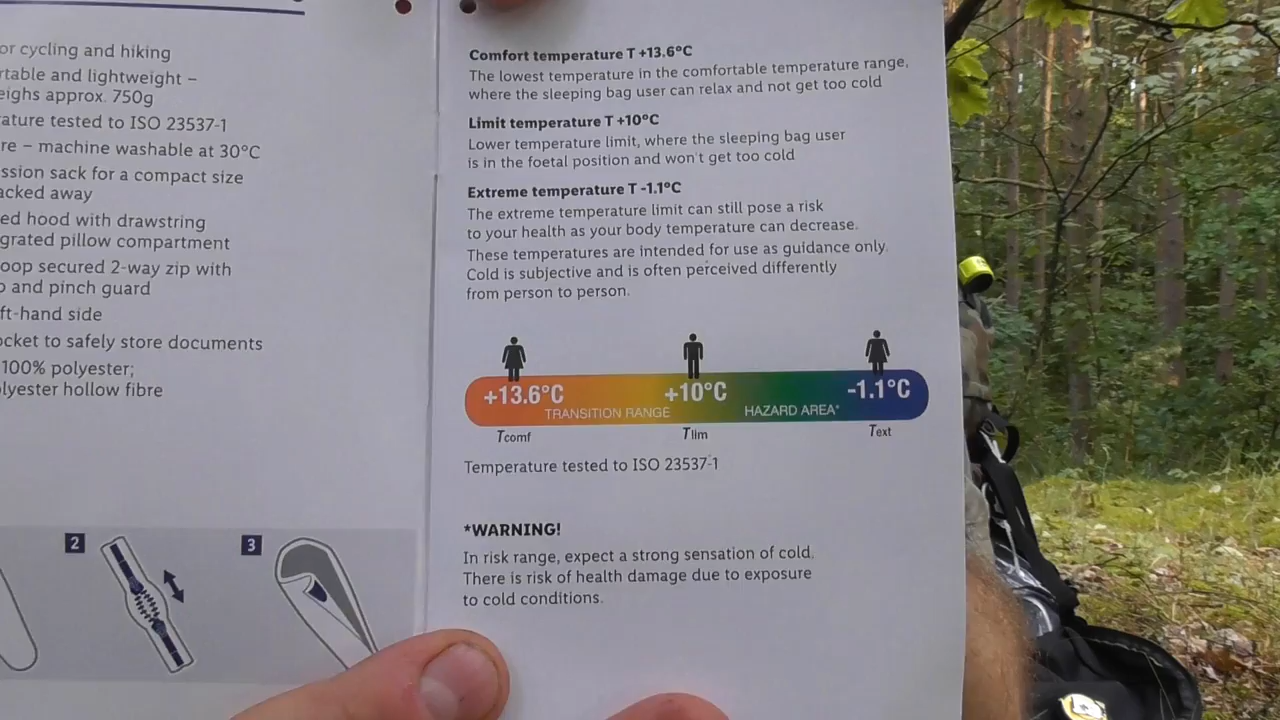 or cycling and hiking
rtable and lightweight –
eighs approx. 750g
ature tested to ISO 23537-1
re – machine washable at 30°C
ssion sack for a compact size
acked away
ed hood with drawstring
grated pillow compartment
oop secured 2-way zip with
p and pinch guard
ft-hand side
ocket to safely store documents
100% polyester;
olyester hollow fibre
2
3
Comfort temperature T +13.6°C
The lowest temperature in the comfortable temperature range,
where the sleeping bag user can relax and not get too cold
Limit temperature T +10°C
Lower temperature limit, where the sleeping bag user
is in the foetal position and won't get too cold
Extreme temperature T -1.1°C
The extreme temperature limit can still pose a risk
to your health as your body temperature can decrease.
These temperatures are intended for use as guidance only.
Cold is subjective and is often perceived differently
from person to person.
+13.6°C +10°C -1.1°C
TRANSITION RANGE HAZARD AREA*
Tcomf Tlim Text
Temperature tested to ISO 23537-1
*WARNING!
In risk range, expect a strong sensation of cold.
There is risk of health damage due to exposure
to cold conditions.